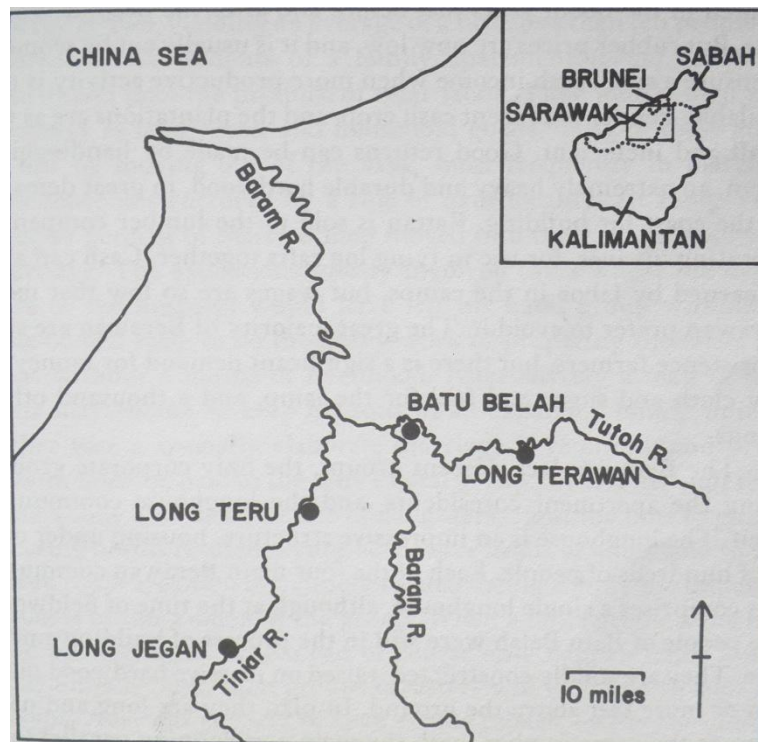 CHINA SEA
SABAH
BRUNEI
SARAWAK
KALIMANTAN
Baram R.
BATU BELAH
Tutoh R.
LONG TERAWAN
LONG TERU
Baram R.
LONG JEGAN
Tinjar R.
10 miles